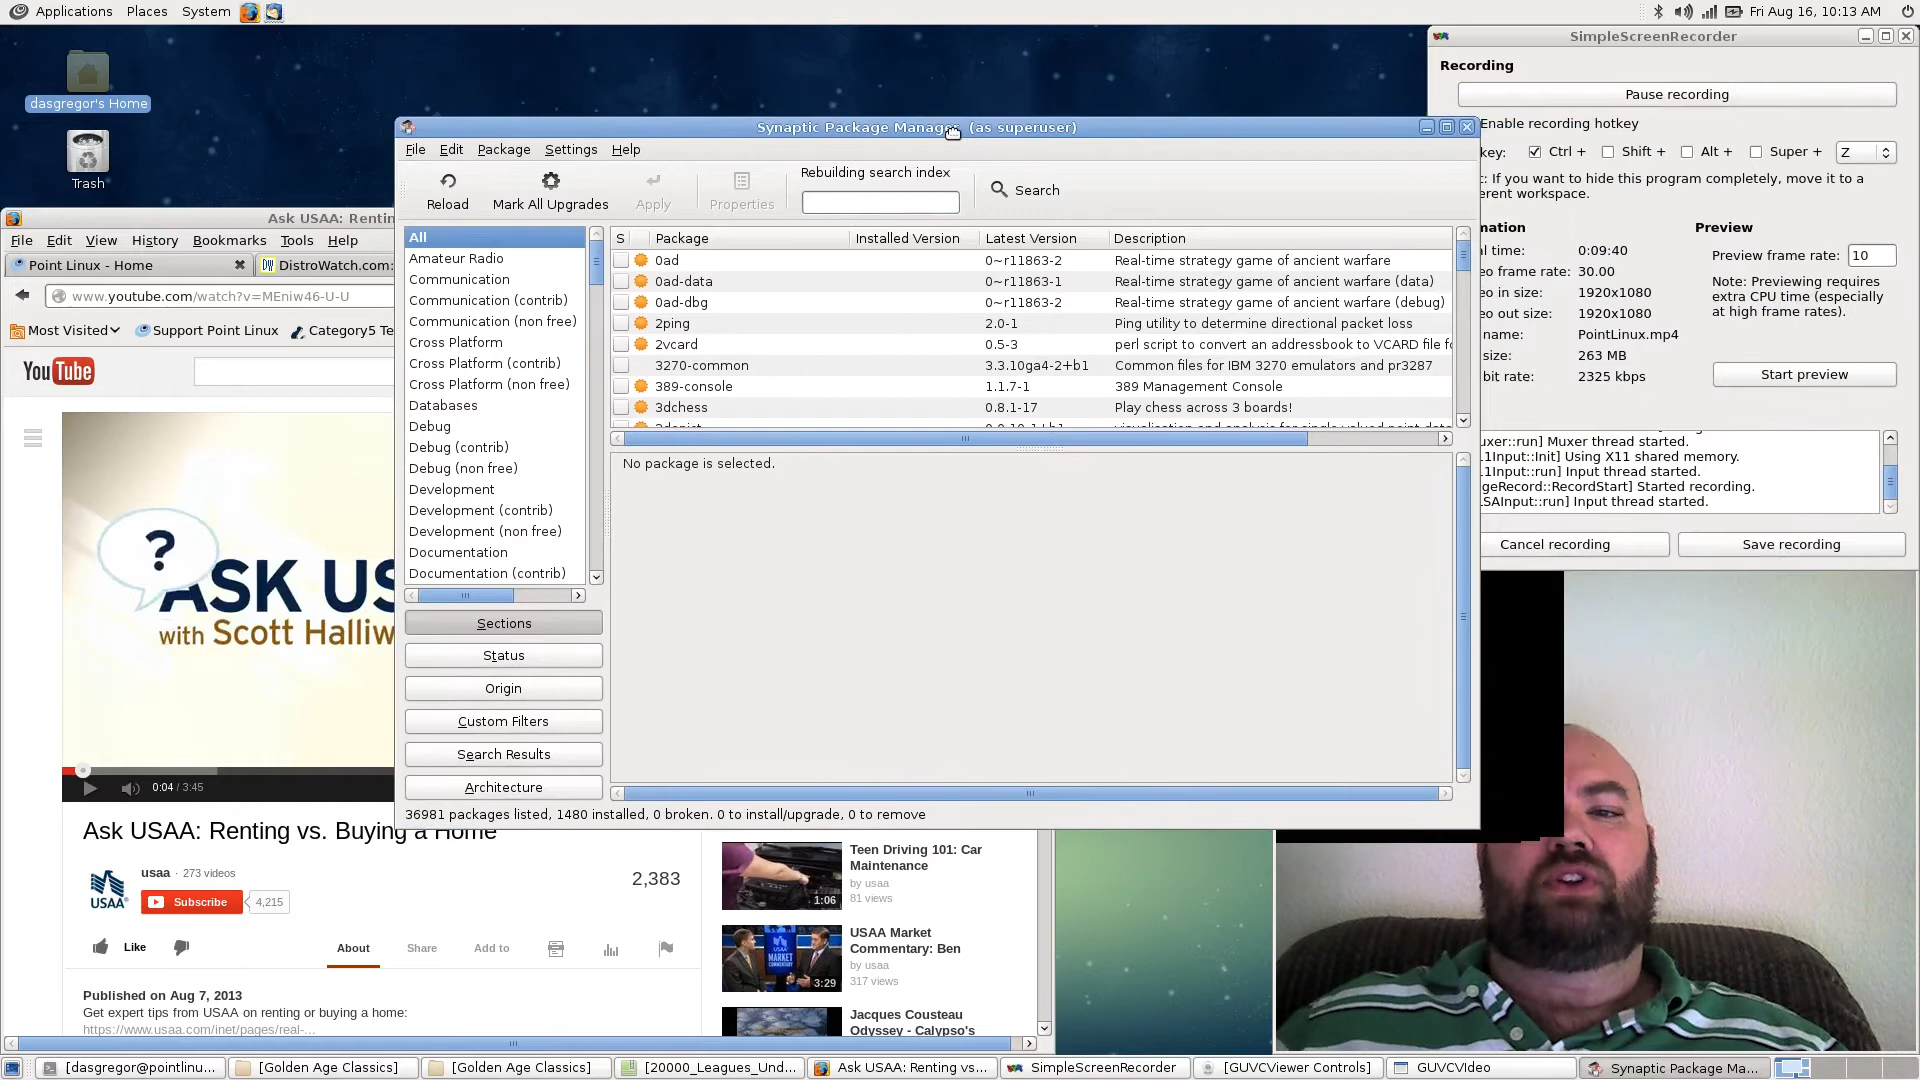 Applications Places System
Fri Aug 16, 10:13 AM
dasgregor's Home
Trash
SimpleScreenRecorder
Recording
Pause recording
Enable recording hotkey
key: Ctrl + Shift + Alt + Super + Z
: If you want to hide this program completely, move it to a
erent workspace.
mation
al time: 0:09:40
eo frame rate: 30.00
eo in size: 1920x1080
eo out size: 1920x1080
name: PointLinux.mp4
size: 263 MB
bit rate: 2325 kbps
Preview
Preview frame rate: 10
Note: Previewing requires
extra CPU time (especially
at high frame rates).
Start preview
uxer::run] Muxer thread started.
1Input::Init] Using X11 shared memory.
1Input::run] Input thread started.
geRecord::RecordStart] Started recording.
SAInput::run] Input thread started.
Cancel recording
Save recording
Synaptic Package Manager (as superuser)
File Edit Package Settings Help
Reload
Mark All Upgrades
Apply
Properties
Rebuilding search index
Search
All
Amateur Radio
Communication
Communication (contrib)
Communication (non free)
Cross Platform
Cross Platform (contrib)
Cross Platform (non free)
Databases
Debug
Debug (contrib)
Debug (non free)
Development
Development (contrib)
Development (non free)
Documentation
Documentation (contrib)
Sections
Status
Origin
Custom Filters
Search Results
Architecture
S Package Installed Version Latest Version Description
0ad 0~r11863-2 Real-time strategy game of ancient warfare
0ad-data 0~r11863-1 Real-time strategy game of ancient warfare (data)
0ad-dbg 0~r11863-2 Real-time strategy game of ancient warfare (debug)
2ping 2.0-1 Ping utility to determine directional packet loss
2vcard 0.5-3 perl script to convert an addressbook to VCARD file fo
3270-common 3.3.10ga4-2+b1 Common files for IBM 3270 emulators and pr3287
389-console 1.1.7-1 389 Management Console
3dchess 0.8.1-17 Play chess across 3 boards!
No package is selected.
36981 packages listed, 1480 installed, 0 broken. 0 to install/upgrade, 0 to remove
Ask USAA: Rentin
File Edit View History Bookmarks Tools Help
Point Linux - Home
DistroWatch.com:
www.youtube.com/watch?v=MEniw46-U-U
Most Visited Support Point Linux Category5 Te
YouTube
?
ASK US
with Scott Halliw
0:04 / 3:45
Ask USAA: Renting vs. Buying a Home
usaa · 273 videos
USAA
Subscribe
4,215
2,383
Like
About
Share
Add to
Published on Aug 7, 2013
Get expert tips from USAA on renting or buying a home:
https://www.usaa.com/inet/pages/real-...
Teen Driving 101: Car
Maintenance
by usaa
81 views
1:06
USAA Market
Commentary: Ben
by usaa
317 views
MARKET
3:29
Jacques Cousteau
Odyssey - Calypso's
[dasgregor@pointlinu...
[Golden Age Classics]
[Golden Age Classics]
[20000_Leagues_Und...
Ask USAA: Renting vs...
SimpleScreenRecorder
[GUVCViewer Controls]
GUVCVIdeo
Synaptic Package Ma...